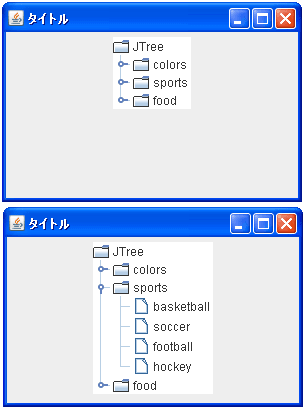 タイトル
JTree
colors
sports
food
タイトル
JTree
colors
sports
basketball
soccer
football
hockey
food